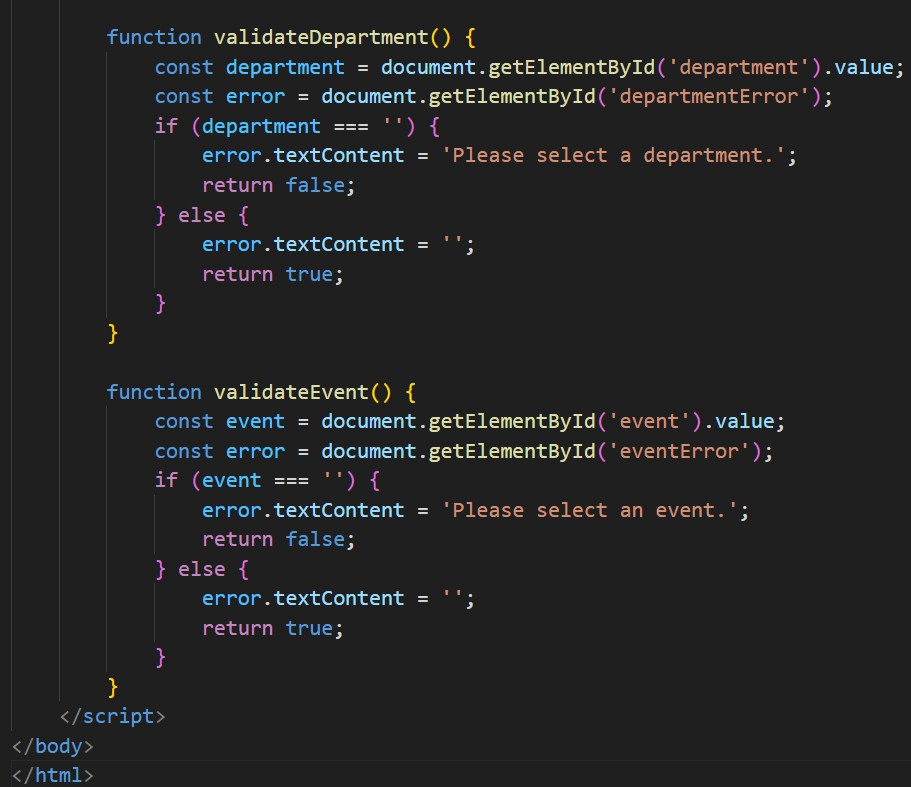 function validateDepartment() {
    const department = document.getElementById('department').value;
    const error = document.getElementById('departmentError');
    if (department === '') {
        error.textContent = 'Please select a department.';
        return false;
    } else {
        error.textContent = '';
        return true;
    }
}

function validateEvent() {
    const event = document.getElementById('event').value;
    const error = document.getElementById('eventError');
    if (event === '') {
        error.textContent = 'Please select an event.';
        return false;
    } else {
        error.textContent = '';
        return true;
    }
}
</script>
</body>
</html>